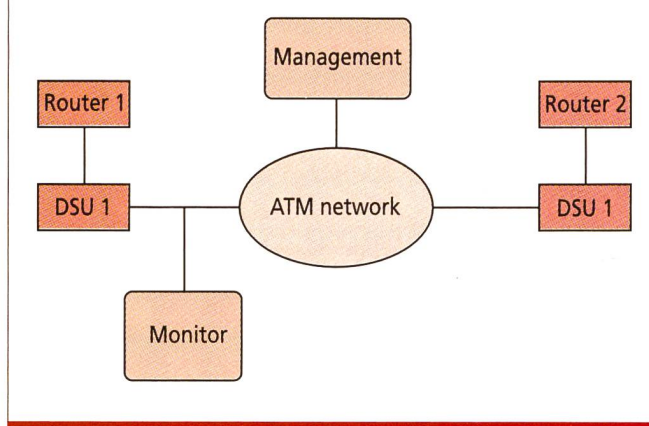 Management
Router 1
Router 2
DSU 1
ATM network
DSU 1
Monitor